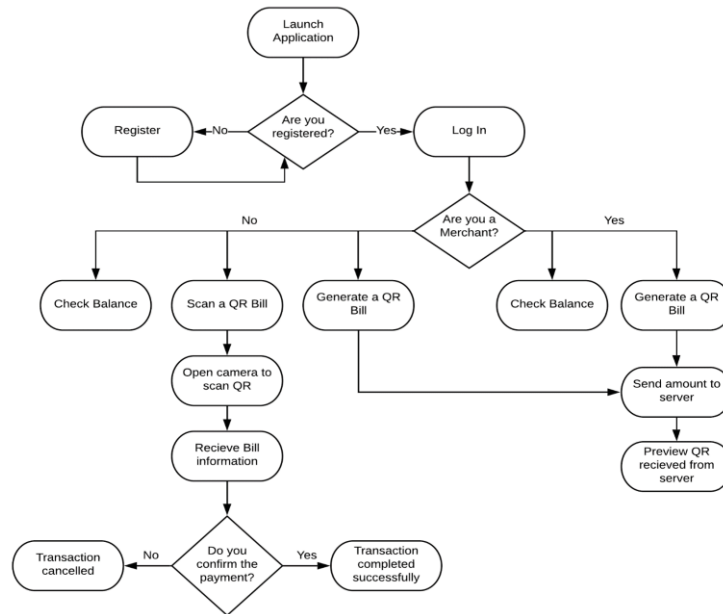 Launch
Application
Are you
registered?
No
Yes
Register
Log In
Are you a
Merchant?
No
Yes
Check Balance
Scan a QR Bill
Generate a QR
Bill
Check Balance
Generate a QR
Bill
Open camera to
scan QR
Send amount to
server
Recieve Bill
information
Preview QR
recieved from
server
Do you
confirm the
payment?
No
Yes
Transaction
cancelled
Transaction
completed
successfully